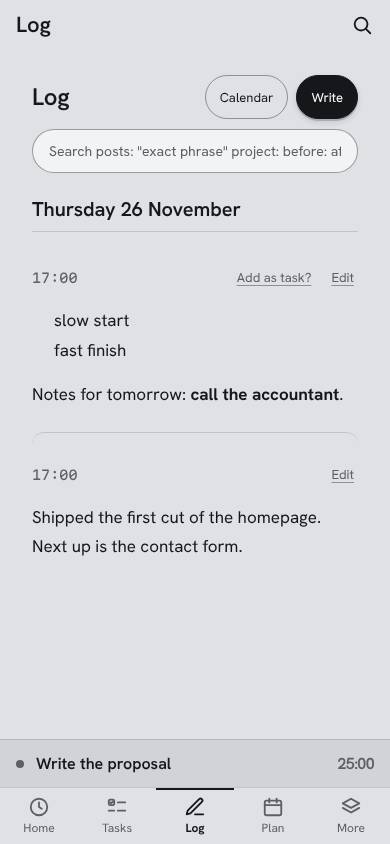 Log
Log
Calendar
Write
Search posts: "exact phrase" project: before: af
Thursday 26 November
17:00
Add as task?
Edit
slow start
fast finish
Notes for tomorrow: call the accountant.
17:00
Edit
Shipped the first cut of the homepage.
Next up is the contact form.
Write the proposal
25:00
Home
Tasks
Log
Plan
More